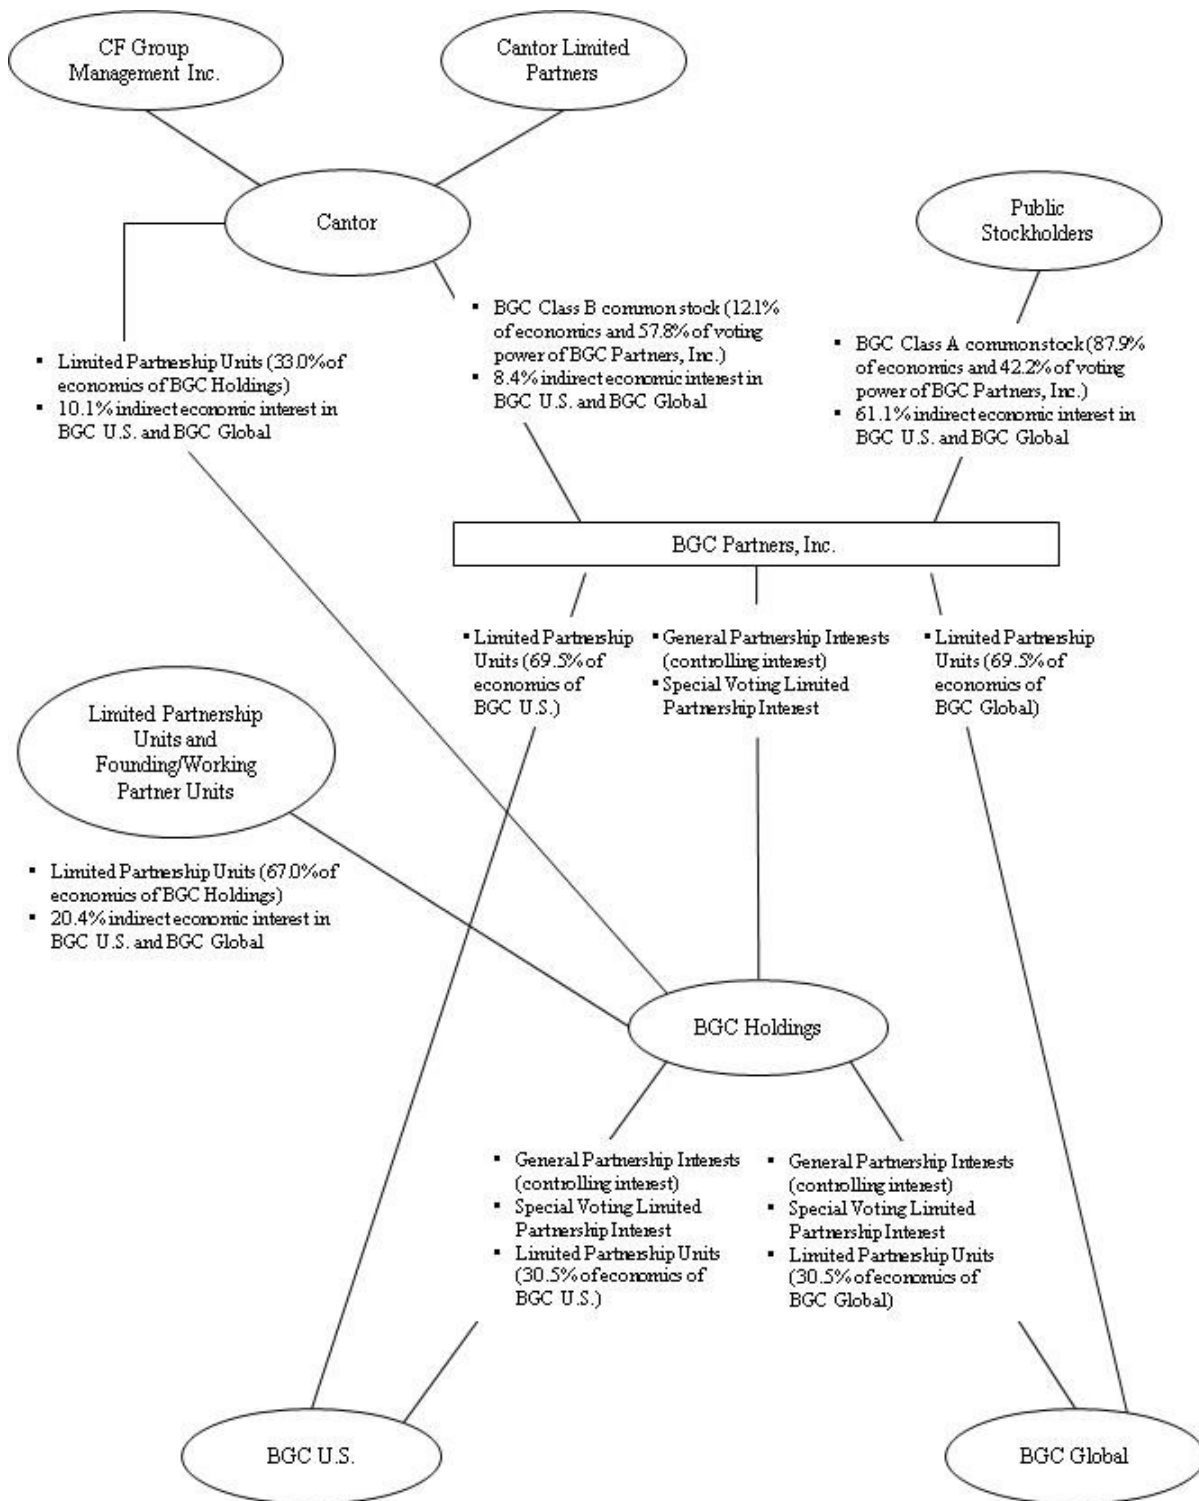 CF Group
Management Inc.
Cantor Limited
Partners
Cantor
Public
Stockholders
▪ BGC Class B common stock (12.1%
of economics and 57.8% of voting
power of BGC Partners, Inc.)
▪ 8.4% indirect economic interest in
BGC U.S. and BGC Global
▪ BGC Class A common stock (87.9%
of economics and 42.2% of voting
power of BGC Partners, Inc.)
▪ 61.1% indirect economic interest in
BGC U.S. and BGC Global
▪ Limited Partnership Units (33.0% of
economics of BGC Holdings)
▪ 10.1% indirect economic interest in
BGC U.S. and BGC Global
BGC Partners, Inc.
▪ Limited Partnership
Units (69.5% of
economics of
BGC U.S.)
▪ General Partnership Interests
(controlling interest)
▪ Special Voting Limited
Partnership Interest
▪ Limited Partnership
Units (69.5% of
economics of
BGC Global)
Limited Partnership
Units and
Founding/Working
Partner Units
▪ Limited Partnership Units (67.0% of
economics of BGC Holdings)
▪ 20.4% indirect economic interest in
BGC U.S. and BGC Global
BGC Holdings
▪ General Partnership Interests
(controlling interest)
▪ Special Voting Limited
Partnership Interest
▪ Limited Partnership Units
(30.5% of economics of
BGC U.S.)
▪ General Partnership Interests
(controlling interest)
▪ Special Voting Limited
Partnership Interest
▪ Limited Partnership Units
(30.5% of economics of
BGC Global)
BGC U.S.
BGC Global